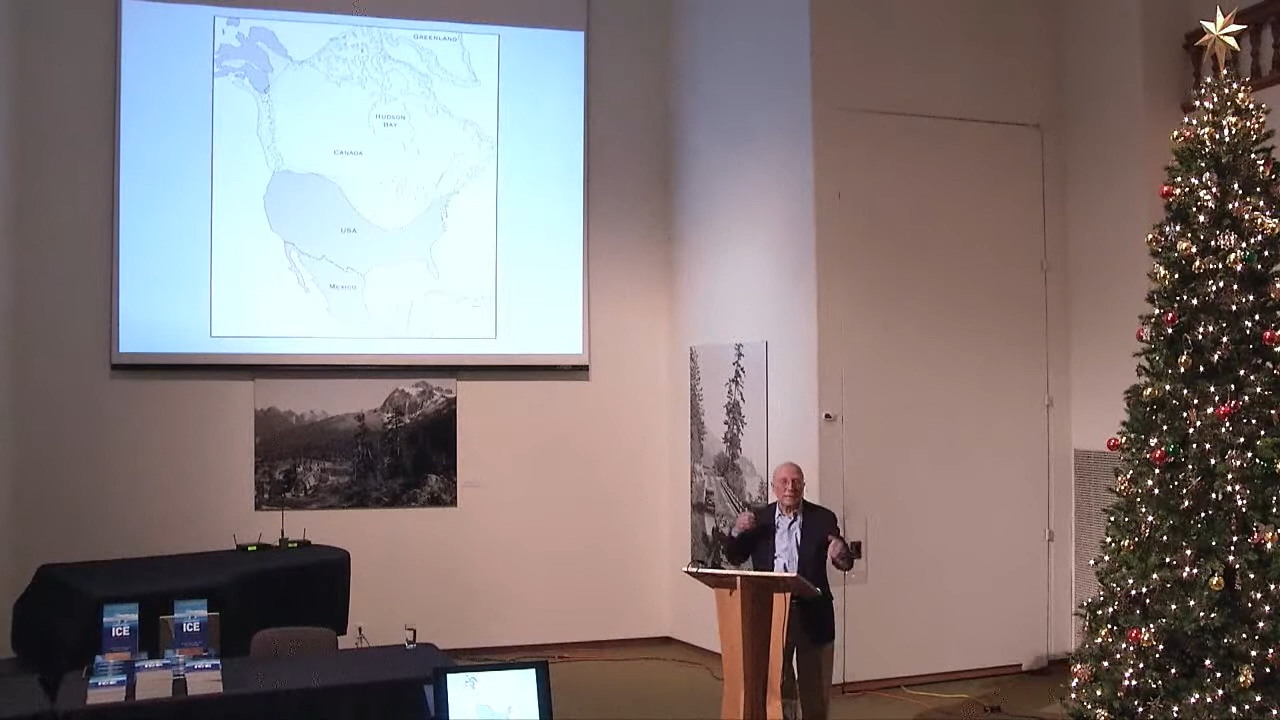 GREENLAND
HUDSON
BAY
CANADA
USA
MEXICO
ICE
ICE